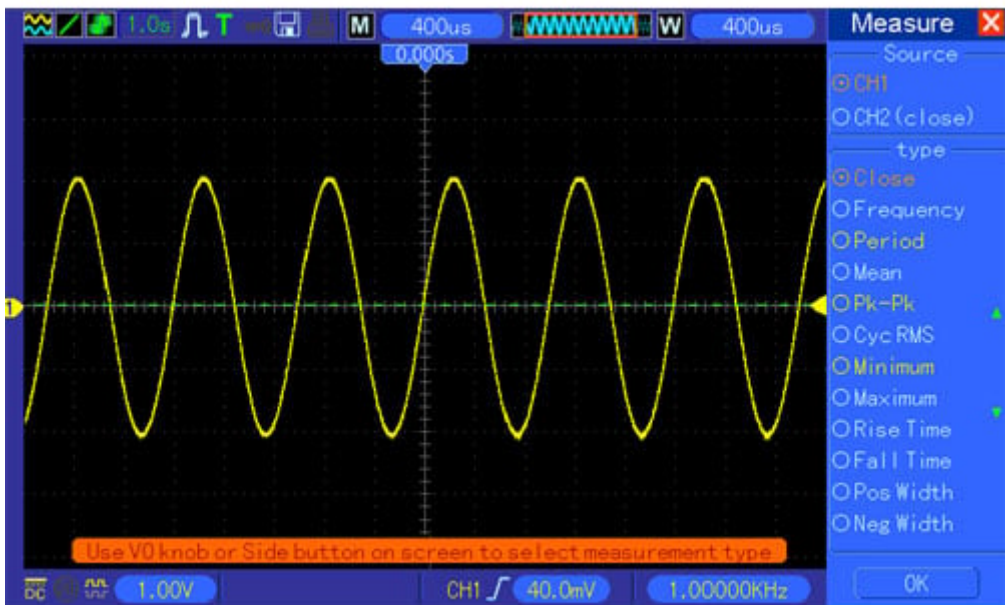 1.0s T M 400us W 400us
0.000s
Measure X
Source
CH1
CH2(close)
type
Close
Frequency
Period
Mean
Pk-Pk
Cyc RMS
Minimum
Maximum
Rise Time
Fall Time
Pos Width
Neg Width
OK
1
Use V0 knob or Side button on screen to select measurement type
DC 1.00V CH1 40.0mV 1.00000KHz